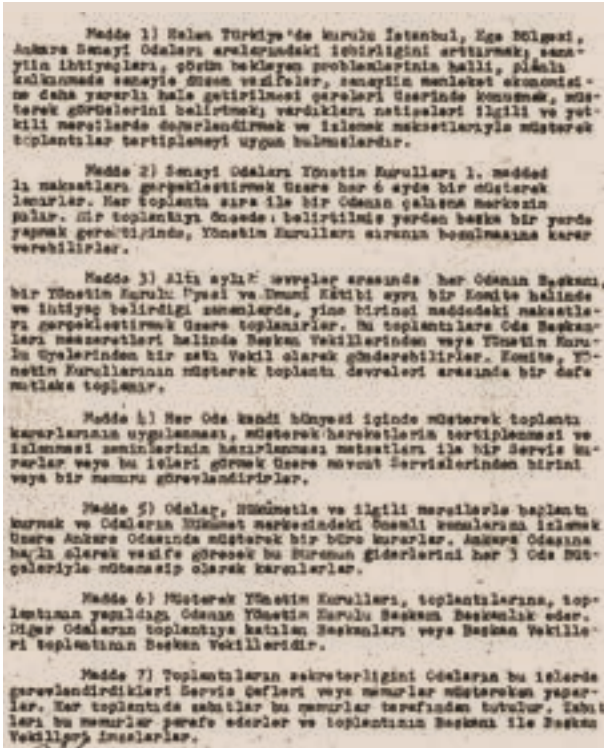 Madde 1) Halen Türkiye'de kurulu İstanbul, Ege Bölgesi,
Ankara Sanayi Odaları aralarındaki işbirliğini arttırmak, sana-
yiin ihtiyaçları, çözüm bekleyen problemlerinin halli, plânlı
kalkınmada sanayie düşen vazifeler, sanayiin memleket ekonomisi-
ne daha yararlı hale getirilmesi çareleri üzerinde konuşmak, müş-
terek görüşlerini belirtmek, vardıkları neticeleri ilgili ve yet-
kili mercilerde değerlendirmek ve izlemek maksatlarıyla müşterek
toplantılar tertiplemeyi uygun bulmuşlardır.
Madde 2) Sanayi Odaları Yönetim Kurulları 1. madded
lı maksatları gerçekleştirmek üzere her 6 ayda bir müşterek
lanırlar. Her toplantı sıra ile bir Odanın çalışma merkezin
pılır. Bir toplantıyı önceden belirtilmiş yerden başka bir yerde
yapmak gerektiğinde, Yönetim Kurulları sıranın bozulmasına karar
verebilirler.
Madde 3) Altı aylık devreler arasında her Odanın Başkanı,
bir Yönetim Kurulu Üyesi ve Umumi Kâtibi ayrı bir Komite halinde
ve ihtiyaç belirdiği zamanlarda, yine birinci maddedeki maksatla-
rı gerçekleştirmek üzere toplanırlar. Bu toplantılara Oda Başkan-
ları mazeretleri halinde Başkan Vekillerinden veya Yönetim Kuru-
lu Üyelerinden bir zatı Vekil olarak gönderebilirler. Komite, Yö-
netim Kurullarının müşterek toplantı devreleri arasında bir defa
mutlaka toplanır.
Madde 4) Her Oda kendi bünyesi içinde müşterek toplantı
kararlarının uygulanması, müşterek hareketlerin tertiplenmesi ve
izlenmesi zeminlerinin hazırlanması maksatları ile bir Servis ku-
rarlar veya bu işleri görmek üzere mevcut Servislerinden birini
veya bir memuru görevlendirirler.
Madde 5) Odalar, Hükûmetle ve ilgili mercilerle bağlantı
kurmak ve Odaların Hükûmet merkezindeki önemli konularını izlemek
üzere Ankara Odasında müşterek bir büro kurarlar. Ankara Odasına
bağlı olarak vazife görecek bu Büronun giderlerini her 3 Oda Büt-
çeleriyle mütenasip olarak karşılarlar.
Madde 6) Müşterek Yönetim Kurulları, toplantılarına, top-
lantının yapıldığı Odanın Yönetim Kurulu Başkanı Başkanlık eder.
Diğer Odaların toplantıya katılan Başkanları veya Başkan Vekille-
ri toplantının Başkan Vekilleridir.
Madde 7) Toplantıların sekreterliğini Odaların bu işlerde
görevlendirdikleri Servis Şefleri veya memurlar müştereken yapar-
lar. Her toplantıda zabıtlar bu memurlar tarafından tutulur. Zabıt
ları bu memurlar parafe ederler ve toplantının Başkanı ile Başkan
Vekilleri imzalarlar.